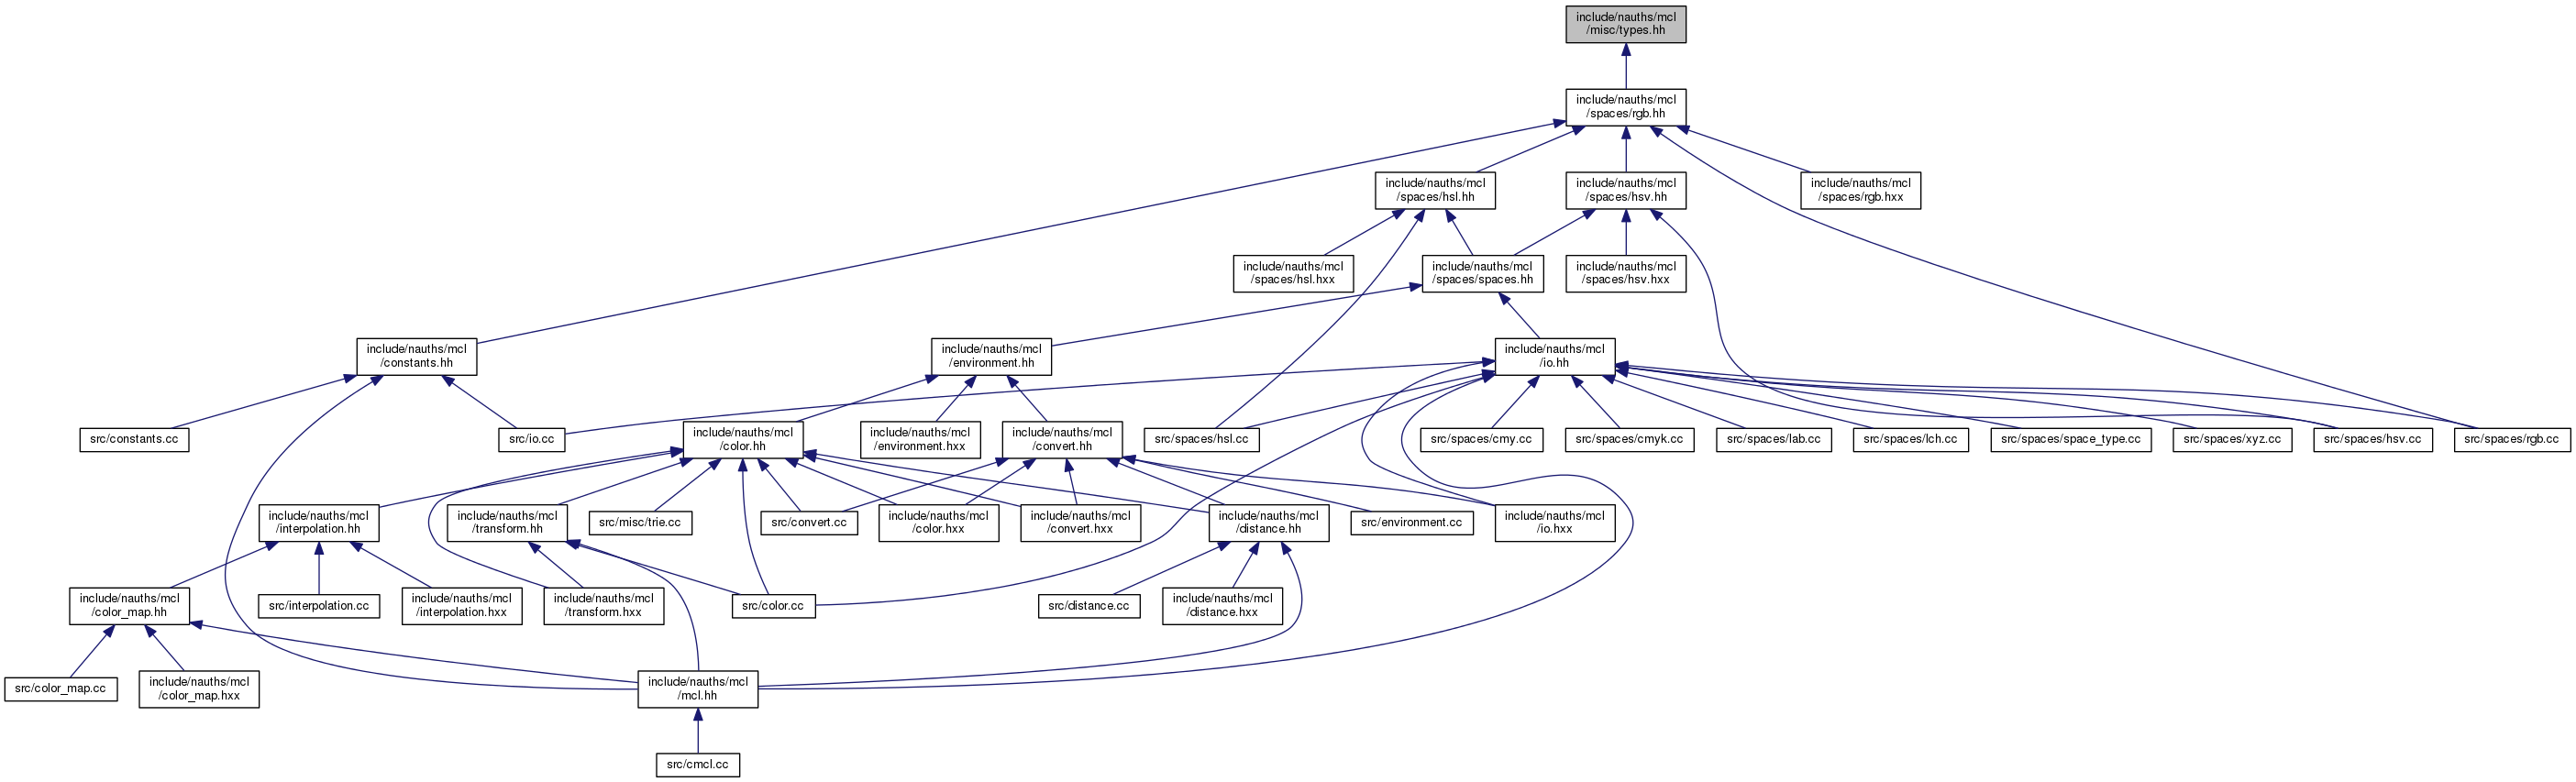 include/nauths/mcl
/misc/types.hh
include/nauths/mcl
/spaces/rgb.hh
include/nauths/mcl
/spaces/hsl.hh
include/nauths/mcl
/spaces/hsv.hh
include/nauths/mcl
/spaces/rgb.hxx
include/nauths/mcl
/spaces/hsl.hxx
include/nauths/mcl
/spaces/spaces.hh
include/nauths/mcl
/spaces/hsv.hxx
include/nauths/mcl
/constants.hh
include/nauths/mcl
/environment.hh
include/nauths/mcl
/io.hh
src/constants.cc
src/io.cc
include/nauths/mcl
/color.hh
include/nauths/mcl
/environment.hxx
include/nauths/mcl
/convert.hh
src/spaces/hsl.cc
src/spaces/cmy.cc
src/spaces/cmyk.cc
src/spaces/lab.cc
src/spaces/lch.cc
src/spaces/space_type.cc
src/spaces/xyz.cc
src/spaces/hsv.cc
src/spaces/rgb.cc
include/nauths/mcl
/interpolation.hh
include/nauths/mcl
/transform.hh
src/misc/trie.cc
src/convert.cc
include/nauths/mcl
/color.hxx
include/nauths/mcl
/convert.hxx
include/nauths/mcl
/distance.hh
src/environment.cc
include/nauths/mcl
/io.hxx
include/nauths/mcl
/color_map.hh
src/interpolation.cc
include/nauths/mcl
/interpolation.hxx
include/nauths/mcl
/transform.hxx
src/color.cc
src/distance.cc
include/nauths/mcl
/distance.hxx
src/color_map.cc
include/nauths/mcl
/color_map.hxx
include/nauths/mcl
/mcl.hh
src/cmcl.cc